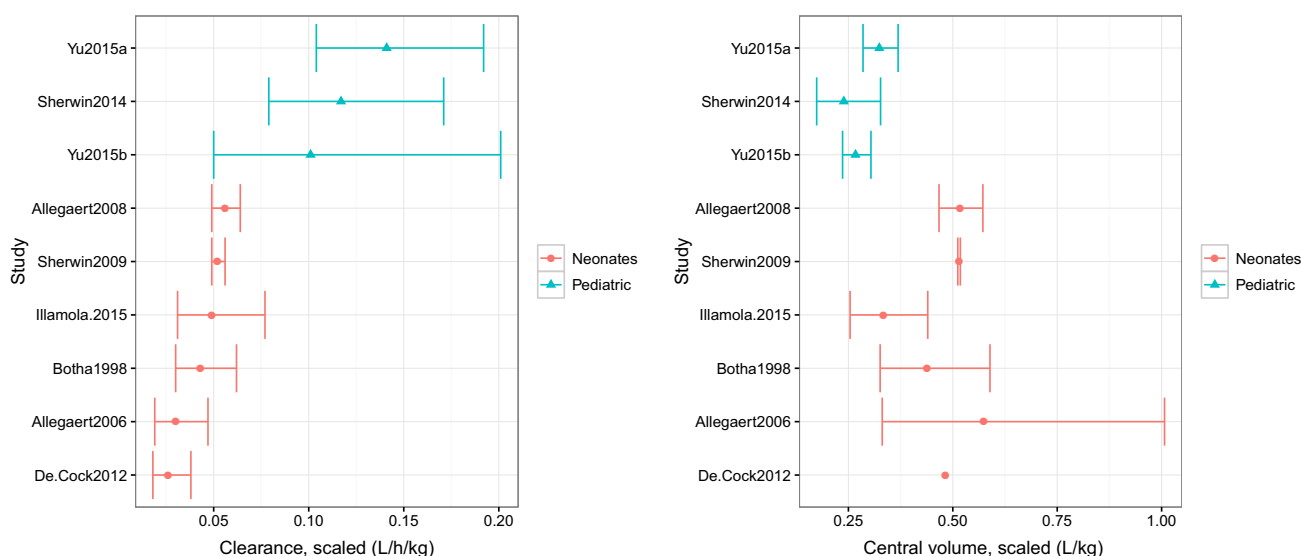 Study
Yu2015a
Sherwin2014
Yu2015b
Allegaert2008
Sherwin2009
Illamola.2015
Botha1998
Allegaert2006
De.Cock2012
0.05 0.10 0.15 0.20
Clearance, scaled (L/h/kg)
Neonates
Pediatric
Study
Yu2015a
Sherwin2014
Yu2015b
Allegaert2008
Sherwin2009
Illamola.2015
Botha1998
Allegaert2006
De.Cock2012
0.25 0.50 0.75 1.00
Central volume, scaled (L/kg)
Neonates
Pediatric